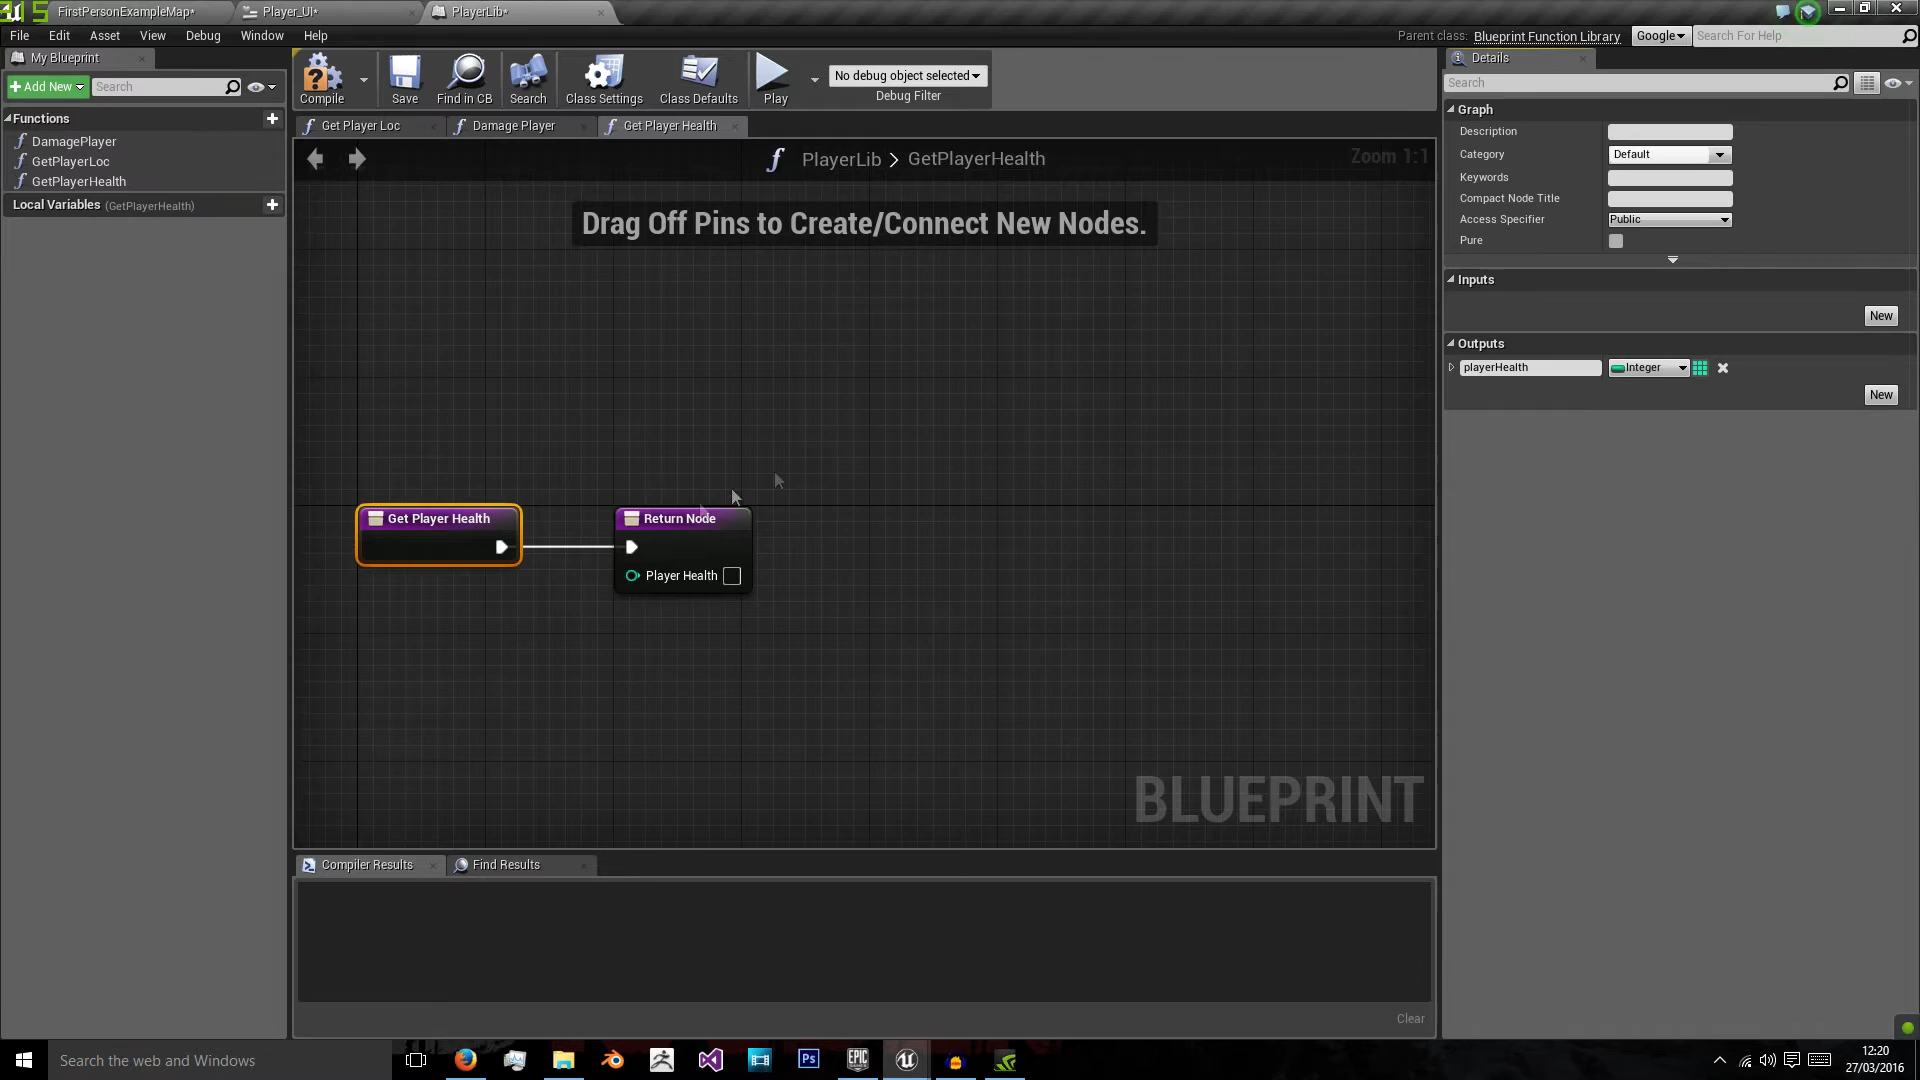 FirstPersonExampleMap*
Player_UI*
PlayerLib*
File Edit Asset View Debug Window Help
Parent class: Blueprint Function Library
Google
Search For Help
My Blueprint
Add New
Search
Functions
DamagePlayer
GetPlayerLoc
GetPlayerHealth
Local Variables (GetPlayerHealth)
Compile
Save
Find in CB
Search
Class Settings
Class Defaults
Play
No debug object selected
Debug Filter
Get Player Loc
Damage Player
Get Player Health
PlayerLib > GetPlayerHealth
Zoom 1:1
Drag Off Pins to Create/Connect New Nodes.
Get Player Health
Return Node
Player Health
BLUEPRINT
Compiler Results
Find Results
Clear
Details
Search
Graph
Description
Category Default
Keywords
Compact Node Title
Access Specifier Public
Pure
Inputs
New
Outputs
playerHealth Integer
New
Search the web and Windows
Ps
EPIC
12:20
27/03/2016